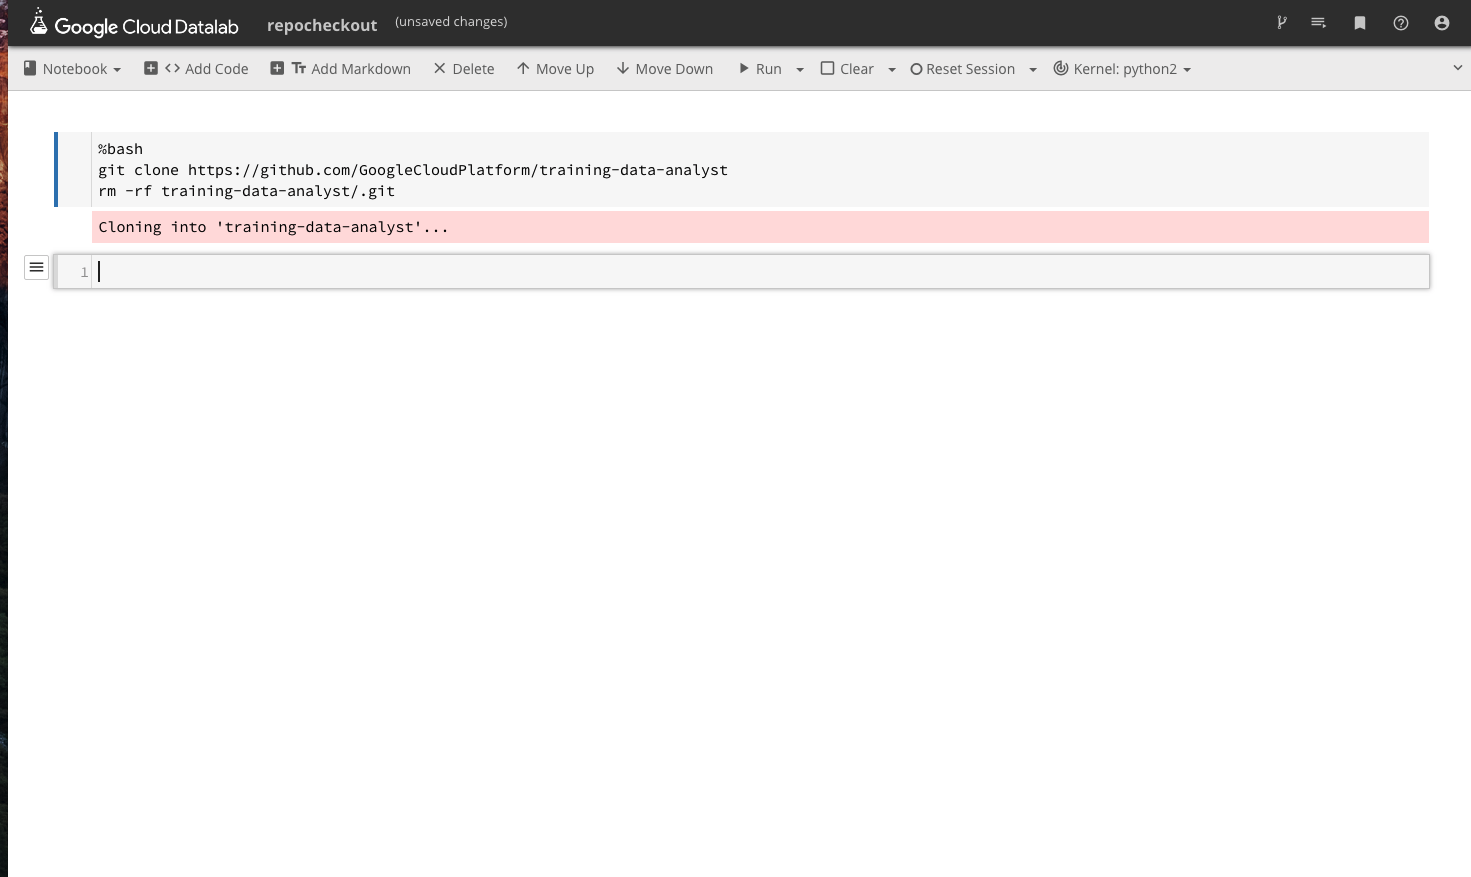 Google Cloud Datalab repocheckout (unsaved changes)
Notebook <> Add Code Tт Add Markdown Delete Move Up Move Down Run Clear Reset Session Kernel: python2
%bash
git clone https://github.com/GoogleCloudPlatform/training-data-analyst
rm -rf training-data-analyst/.git
Cloning into 'training-data-analyst'...
1